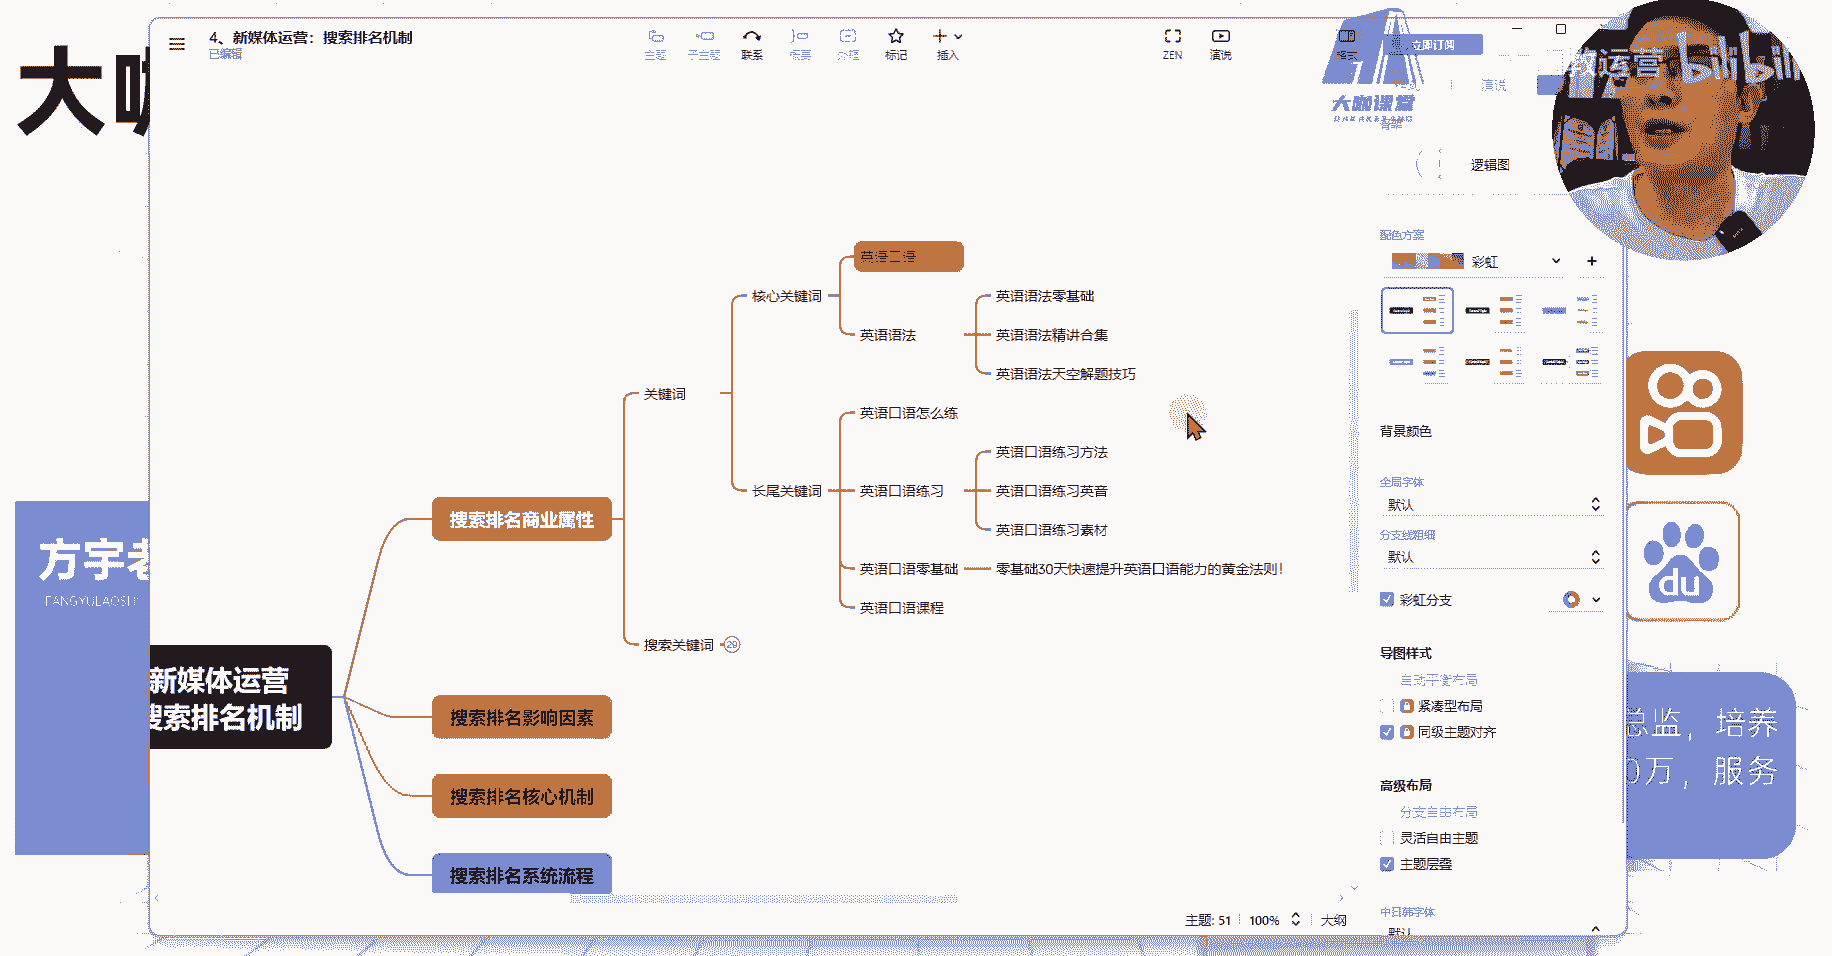 大
4、新媒体运营：搜索排名机制
已编辑
主题
子主题
联系
概要
外框
标记
插入
ZEN
演说
格式
立即订阅
演说
大咖课堂
教运营 bilibili
逻辑图
配色方案
彩虹
背景颜色
全局字体
默认
分支线粗细
默认
彩虹分支
导图样式
自动平衡布局
紧凑型布局
同级主题对齐
高级布局
分支自由布局
灵活自由主题
主题层叠
中日韩字体
默认
英语口语
核心关键词
英语语法零基础
英语语法
英语语法精讲合集
英语语法天空解题技巧
关键词
英语口语怎么练
英语口语练习方法
长尾关键词
英语口语练习
英语口语练习英音
英语口语练习素材
英语口语零基础
零基础30天快速提升英语口语能力的黄金法则！
英语口语课程
搜索关键词
29
搜索排名商业属性
新媒体运营
搜索排名机制
搜索排名影响因素
搜索排名核心机制
搜索排名系统流程
主题: 51
100%
大纲
方宇老
FANGYULAOSH
du
总监，培养
0万，服务